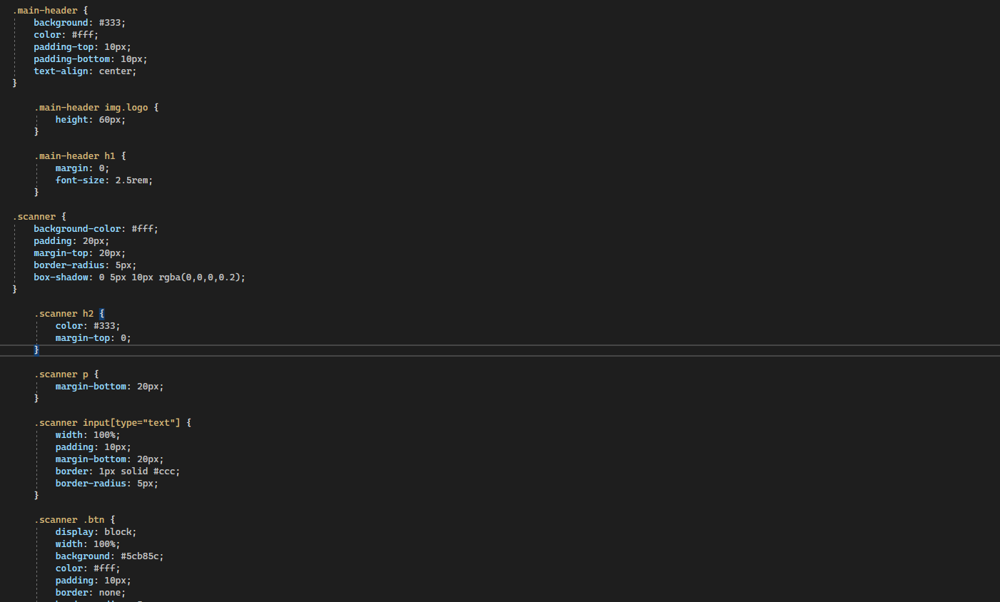 .main-header {
    background: #333;
    color: #fff;
    padding-top: 10px;
    padding-bottom: 10px;
    text-align: center;
}

    .main-header img.logo {
        height: 60px;
    }

    .main-header h1 {
        margin: 0;
        font-size: 2.5rem;
    }

.scanner {
    background-color: #fff;
    padding: 20px;
    margin-top: 20px;
    border-radius: 5px;
    box-shadow: 0 5px 10px rgba(0,0,0,0.2);
}

    .scanner h2 {
        color: #333;
        margin-top: 0;
    }

    .scanner p {
        margin-bottom: 20px;
    }

    .scanner input[type="text"] {
        width: 100%;
        padding: 10px;
        margin-bottom: 20px;
        border: 1px solid #ccc;
        border-radius: 5px;
    }

    .scanner .btn {
        display: block;
        width: 100%;
        background: #5cb85c;
        color: #fff;
        padding: 10px;
        border: none;